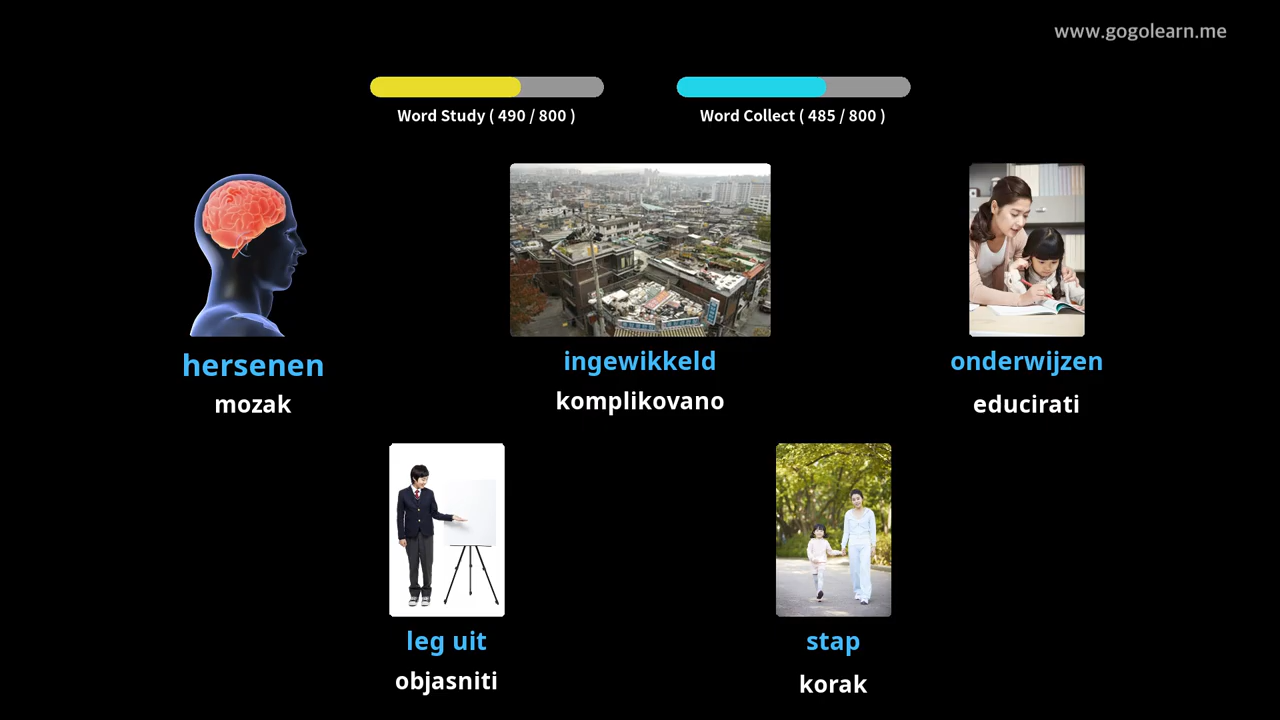 www.gogolearn.me
Word Study ( 490 / 800 )
Word Collect ( 485 / 800 )
hersenen
mozak
ingewikkeld
komplikovano
onderwijzen
educirati
leg uit
objasniti
stap
korak